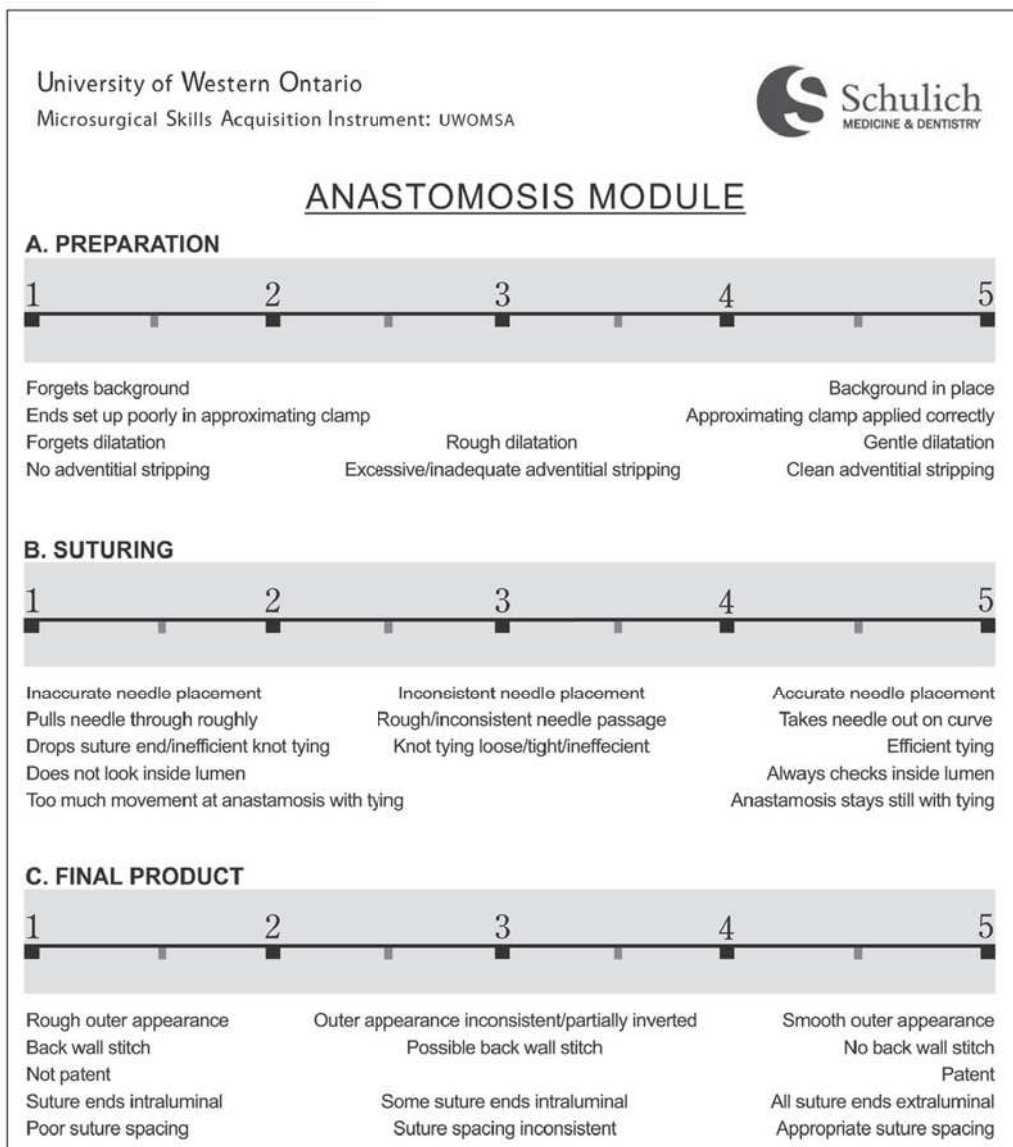 University of Western Ontario
Microsurgical Skills Acquisition Instrument: UWOMSA
S Schulich
MEDICINE & DENTISTRY
ANASTOMOSIS MODULE
A. PREPARATION
1 2 3 4 5
Forgets background Background in place
Ends set up poorly in approximating clamp Approximating clamp applied correctly
Forgets dilatation Rough dilatation Gentle dilatation
No adventitial stripping Excessive/inadequate adventitial stripping Clean adventitial stripping
B. SUTURING
1 2 3 4 5
Inaccurate needle placement Inconsistent needle placement Accurate needle placement
Pulls needle through roughly Rough/inconsistent needle passage Takes needle out on curve
Drops suture end/inefficient knot tying Knot tying loose/tight/ineffecient Efficient tying
Does not look inside lumen Always checks inside lumen
Too much movement at anastamosis with tying Anastamosis stays still with tying
C. FINAL PRODUCT
1 2 3 4 5
Rough outer appearance Outer appearance inconsistent/partially inverted Smooth outer appearance
Back wall stitch Possible back wall stitch No back wall stitch
Not patent Patent
Suture ends intraluminal Some suture ends intraluminal All suture ends extraluminal
Poor suture spacing Suture spacing inconsistent Appropriate suture spacing